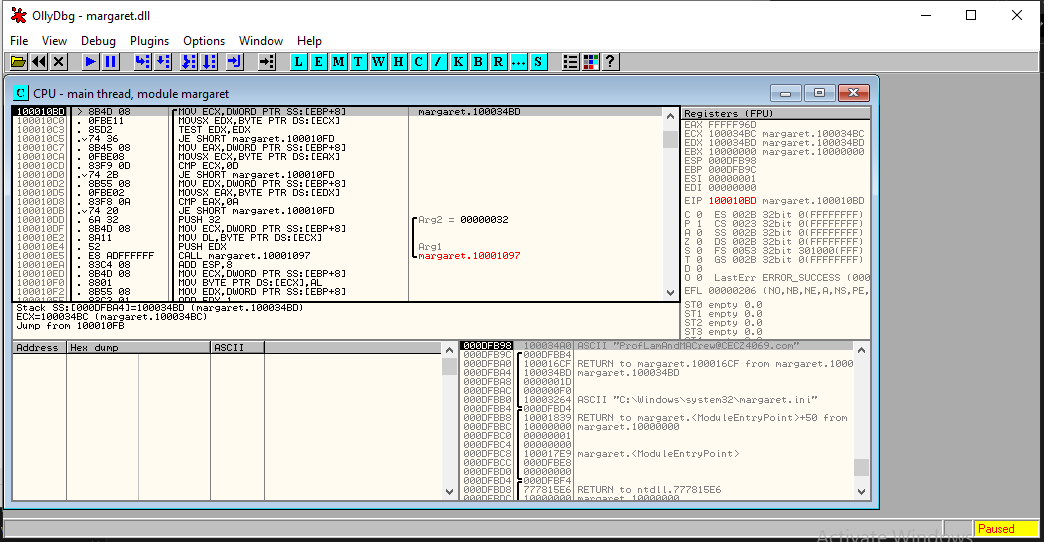 OllyDbg - margaret.dll
File View Debug Plugins Options Window Help
L E M T W H C / K B R ... S ?
C CPU - main thread, module margaret
100010BD > 8B4D 08 MOV ECX,DWORD PTR SS:[EBP+8] margaret.100034BD
100010C0 . 0FBE11 MOVSX EDX,BYTE PTR DS:[ECX]
100010C3 . 85D2 TEST EDX,EDX
100010C5 . 74 36 JE SHORT margaret.100010FD
100010C7 . 8B45 08 MOV EAX,DWORD PTR SS:[EBP+8]
100010CA . 0FBE08 MOVSX ECX,BYTE PTR DS:[EAX]
100010CD . 83F9 0D CMP ECX,0D
100010D0 . 74 2B JE SHORT margaret.100010FD
100010D2 . 8B55 08 MOV EDX,DWORD PTR SS:[EBP+8]
100010D5 . 0FBE02 MOVSX EAX,BYTE PTR DS:[EDX]
100010D8 . 83F8 0A CMP EAX,0A
100010DB . 74 20 JE SHORT margaret.100010FD
100010DD . 6A 32 PUSH 32 Arg2 = 00000032
100010DF . 8B4D 08 MOV ECX,DWORD PTR SS:[EBP+8]
100010E2 . 8A11 MOV DL,BYTE PTR DS:[ECX]
100010E4 . 52 PUSH EDX Arg1
100010E5 . E8 ADFFFFFF CALL margaret.10001097 margaret.10001097
100010EA . 83C4 08 ADD ESP,8
100010ED . 8B4D 08 MOV ECX,DWORD PTR SS:[EBP+8]
100010F0 . 8801 MOV BYTE PTR DS:[ECX],AL
100010F2 . 8B55 08 MOV EDX,DWORD PTR SS:[EBP+8]
100010F5 . 83C2 01 ADD EDX,1
Stack SS:[000DFBA4]=100034BD (margaret.100034BD)
ECX=100034BC (margaret.100034BC)
Jump from 100010FB
Registers (FPU)
EAX FFFFF96D
ECX 100034BC margaret.100034BC
EDX 100034BD margaret.100034BD
EBX 10000000 margaret.10000000
ESP 000DFB98
EBP 000DFB9C
ESI 00000001
EDI 00000000
EIP 100010BD margaret.100010BD
C 0 ES 002B 32bit 0(FFFFFFFF)
P 1 CS 0023 32bit 0(FFFFFFFF)
A 0 SS 002B 32bit 0(FFFFFFFF)
Z 0 DS 002B 32bit 0(FFFFFFFF)
S 0 FS 0053 32bit 301000(FFF)
T 0 GS 002B 32bit 0(FFFFFFFF)
D 0
O 0 LastErr ERROR_SUCCESS (000
EFL 00000206 (NO,NB,NE,A,NS,PE,
ST0 empty 0.0
ST1 empty 0.0
ST2 empty 0.0
ST3 empty 0.0
Address Hex dump ASCII
000DFB98 100034A0 ASCII "ProfLamAndMACrew@CECZ4069.com"
000DFB9C 000DFBB4
000DFBA0 100016CF RETURN to margaret.100016CF from margaret.1000
000DFBA4 100034BD margaret.100034BD
000DFBA8 0000001D
000DFBAC 000000F0
000DFBB0 10003264 ASCII "C:\Windows\system32\margaret.ini"
000DFBB4 000DFBD4
000DFBB8 10001839 RETURN to margaret.<ModuleEntryPoint>+50 from
000DFBBC 10000000 margaret.10000000
000DFBC0 00000001
000DFBC4 00000000
000DFBC8 100017E9 margaret.<ModuleEntryPoint>
000DFBCC 000DFBE8
000DFBD0 00000000
000DFBD4 000DFBF4
000DFBD8 777815E6 RETURN to ntdll.777815E6
000DFBDC 10000000 margaret.10000000
Activate Windows
Paused